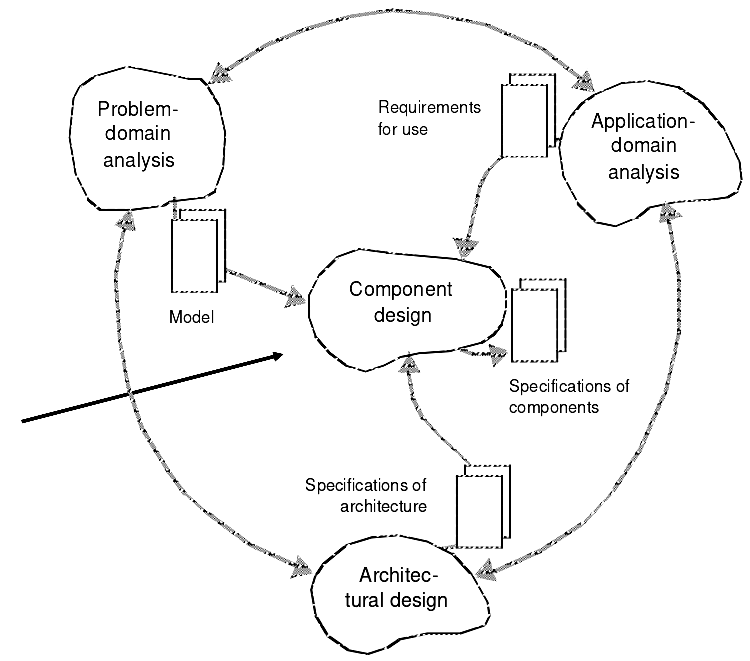 Problem-
domain
analysis
Requirements
for use
Application-
domain
analysis
Model
Component
design
Specifications of
components
Specifications of
architecture
Architec-
tural design